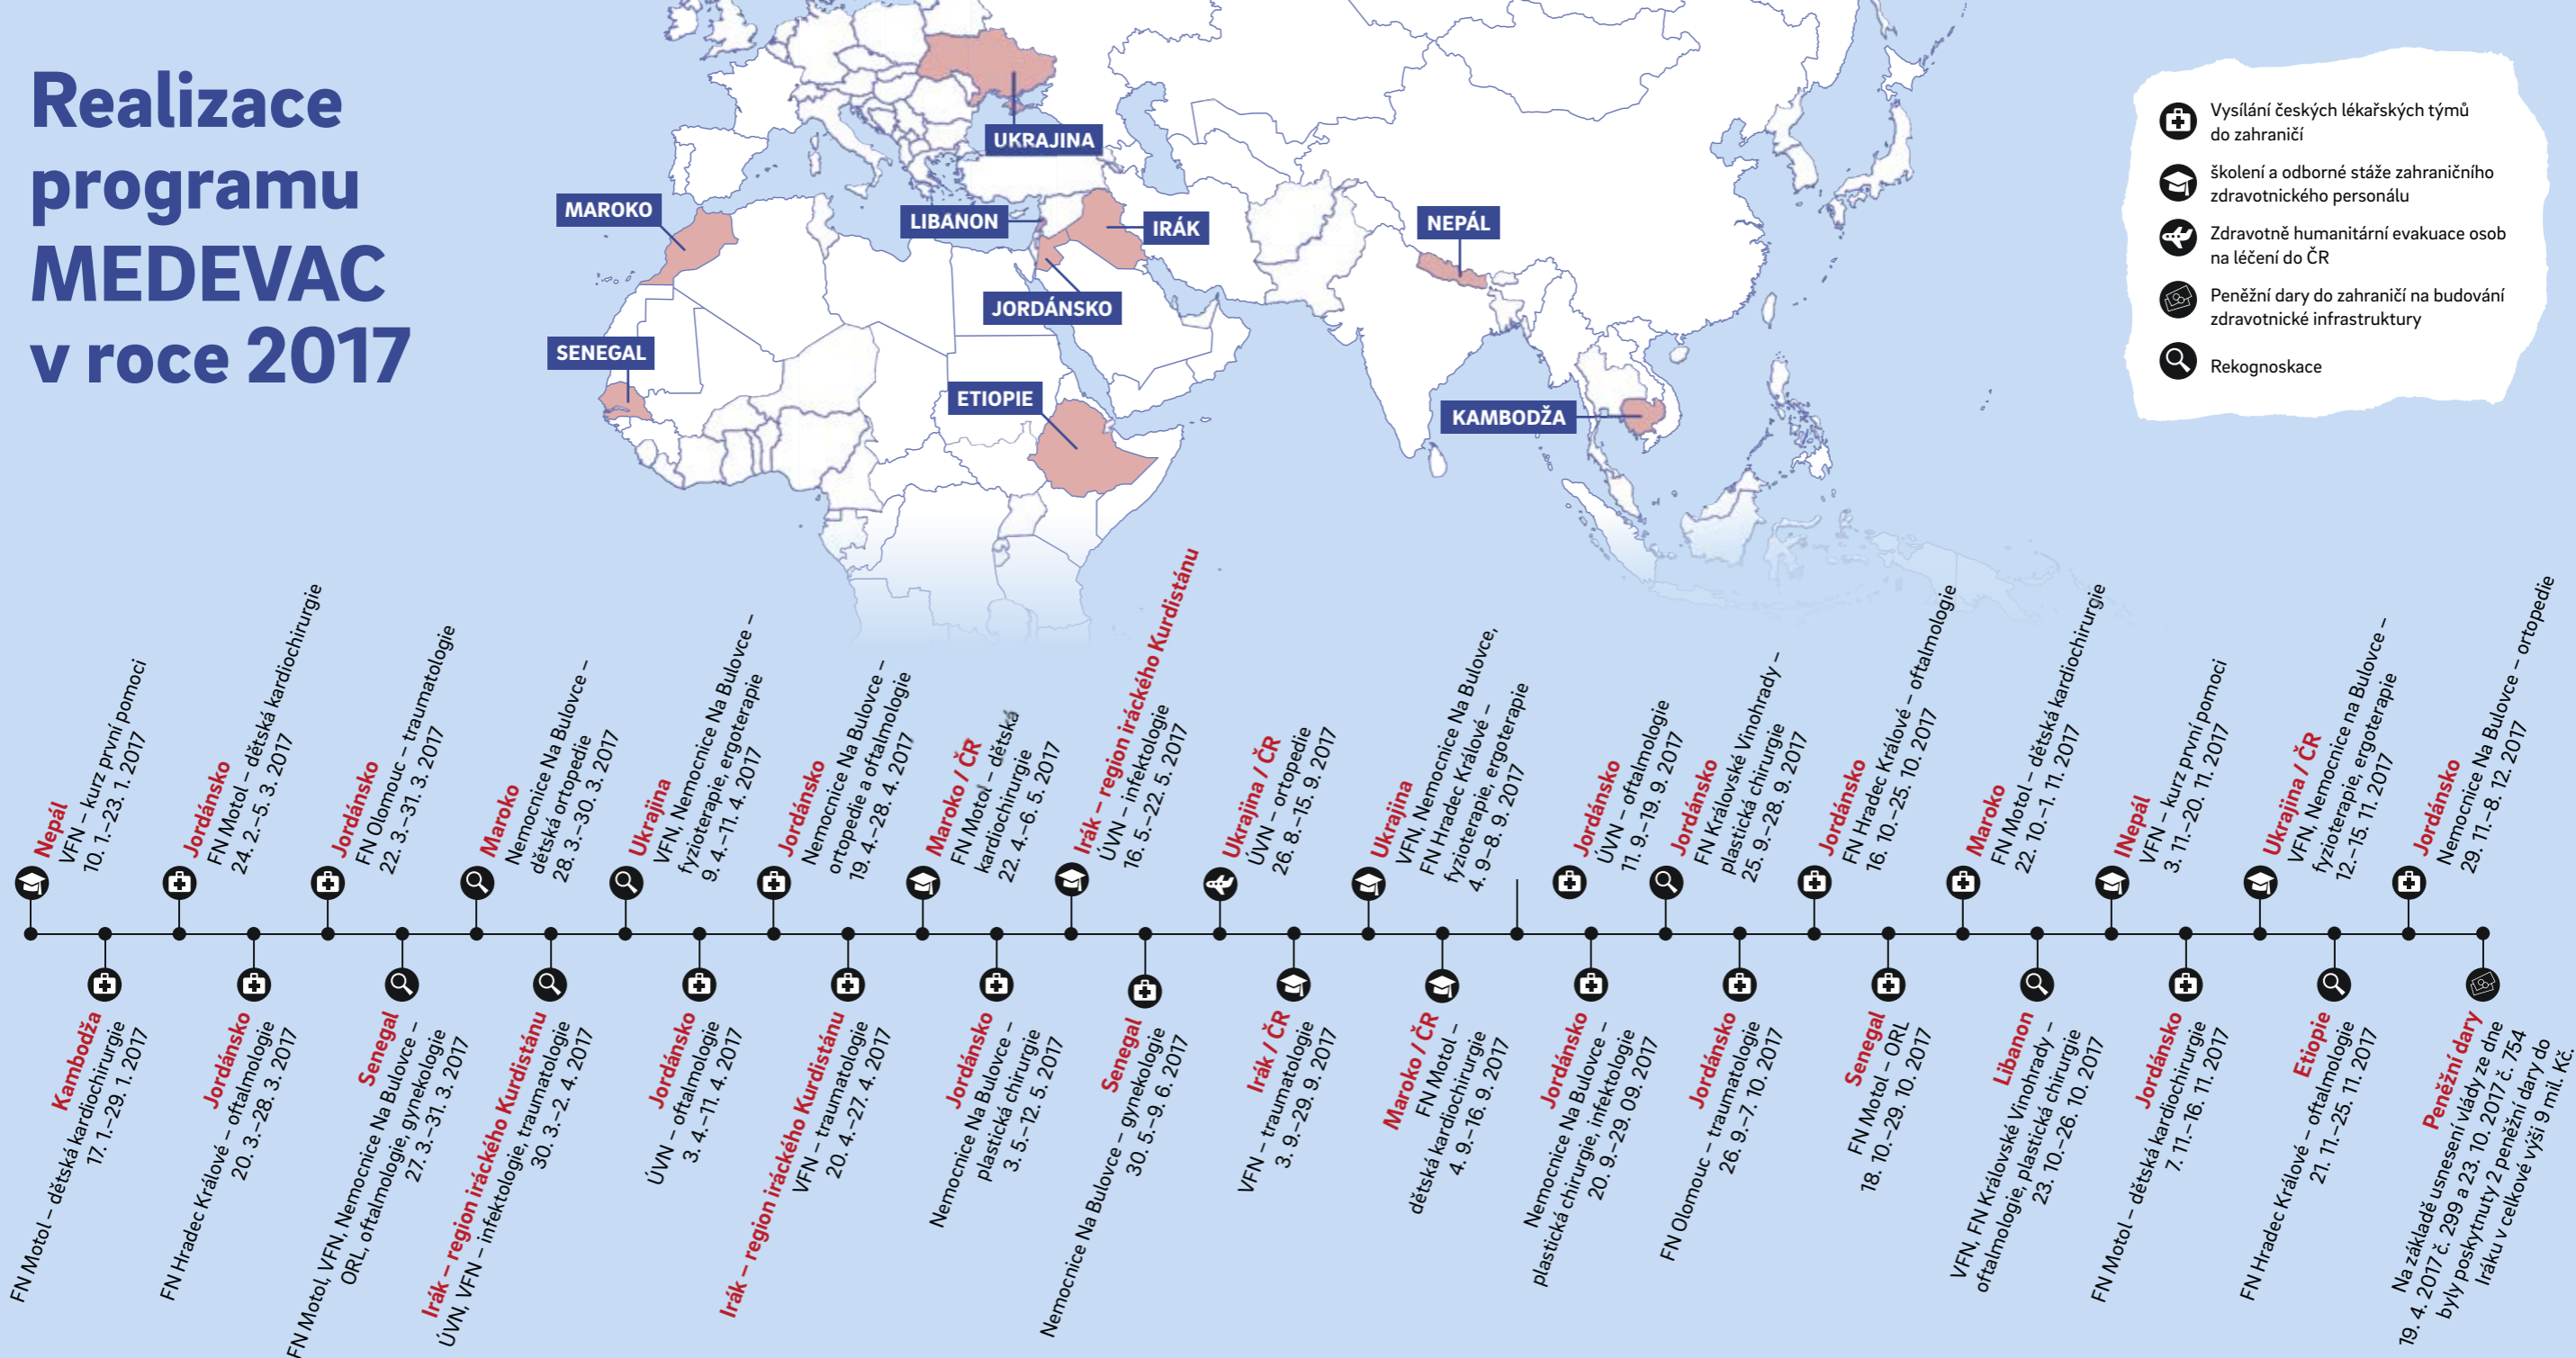 Realizace
programu
MEDEVAC
v roce 2017
UKRAJINA
MAROKO
LIBANON
IRÁK
NEPÁL
JORDÁNSKO
SENEGAL
ETIOPIE
KAMBODŽA
Vysílání českých lékařských týmů
do zahraničí
školení a odborné stáže zahraničního
zdravotnického personálu
Zdravotně humanitární evakuace osob
na léčení do ČR
Peněžní dary do zahraničí na budování
zdravotnické infrastruktury
Rekognoskace
Nepál
VFN – kurz první pomoci
10. 1.–23. 1. 2017
Jordánsko
FN Motol – dětská kardiochirurgie
24. 2.–5. 3. 2017
Jordánsko
FN Olomouc – traumatologie
22. 3.–31. 3. 2017
Maroko
Nemocnice Na Bulovce –
dětská ortopedie
28. 3.–30. 3. 2017
Ukrajina
VFN, Nemocnice Na Bulovce –
fyzioterapie, ergoterapie
9. 4.–11. 4. 2017
Jordánsko
Nemocnice Na Bulovce –
ortopedie a oftalmologie
19. 4.–28. 4. 2017
Maroko / ČR
FN Motol – dětská
kardiochirurgie
22. 4.–6. 5. 2017
Irák – region iráckého Kurdistánu
ÚVN – infektologie
16. 5.–22. 5. 2017
Ukrajina / ČR
ÚVN – ortopedie
26. 8.–15. 9. 2017
Ukrajina
VFN, Nemocnice Na Bulovce,
FN Hradec Králové –
fyzioterapie, ergoterapie
4. 9.–8. 9. 2017
Jordánsko
ÚVN – oftalmologie
11. 9.–19. 9. 2017
Jordánsko
FN Královské Vinohrady –
plastická chirurgie
25. 9.–28. 9. 2017
Jordánsko
FN Hradec Králové – oftalmologie
16. 10.–25. 10. 2017
Maroko
FN Motol – dětská kardiochirurgie
22. 10.–1. 11. 2017
INepál
VFN – kurz první pomoci
3. 11.–20. 11. 2017
Ukrajina / ČR
VFN, Nemocnice na Bulovce –
fyzioterapie, ergoterapie
12.–15. 11. 2017
Jordánsko
Nemocnice Na Bulovce – ortopedie
29. 11.–8. 12. 2017
Kambodža
FN Motol – dětská kardiochirurgie
17. 1.–29. 1. 2017
Jordánsko
FN Hradec Králové – oftalmologie
20. 3.–28. 3. 2017
Senegal
FN Motol, VFN, Nemocnice Na Bulovce –
ORL, oftalmologie, gynekologie
27. 3.–31. 3. 2017
Irák – region iráckého Kurdistánu
ÚVN, VFN – infektologie, traumatologie
30. 3.–2. 4. 2017
Jordánsko
ÚVN – oftalmologie
3. 4.–11. 4. 2017
Irák – region iráckého Kurdistánu
VFN – traumatologie
20. 4.–27. 4. 2017
Jordánsko
Nemocnice Na Bulovce –
plastická chirurgie
3. 5.–12. 5. 2017
Senegal
Nemocnice Na Bulovce – gynekologie
30. 5.–9. 6. 2017
Irák / ČR
VFN – traumatologie
3. 9.–29. 9. 2017
Maroko / ČR
FN Motol –
dětská kardiochirurgie
4. 9.–16. 9. 2017
Jordánsko
Nemocnice Na Bulovce –
plastická chirurgie, infektologie
20. 9.–29. 09. 2017
Jordánsko
FN Olomouc – traumatologie
26. 9.–7. 10. 2017
Senegal
FN Motol – ORL
18. 10.–29. 10. 2017
Libanon
VFN, FN Královské Vinohrady –
oftalmologie, plastická chirurgie
23. 10.–26. 10. 2017
Jordánsko
FN Motol – dětská kardiochirurgie
7. 11.–16. 11. 2017
Etiopie
FN Hradec Králové – oftalmologie
21. 11.–25. 11. 2017
Peněžní dary
Na základě usnesení vlády ze dne
19. 4. 2017 č. 299 a 23. 10. 2017 č. 754
byly poskytnuty 2 peněžní dary do
Iráku v celkové výši 9 mil. Kč.